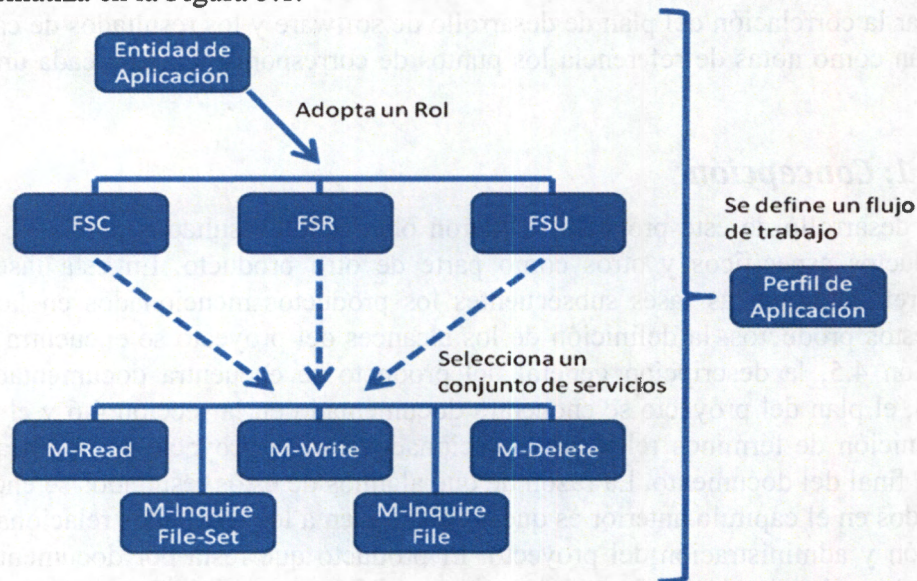 Entidad de
Aplicación
Adopta un Rol
FSC
FSR
FSU
Se define un flujo
de trabajo
Perfil de
Aplicación
Selecciona un
conjunto de servicios
M-Read
M-Write
M-Delete
M-Inquire
File-Set
M-Inquire
File